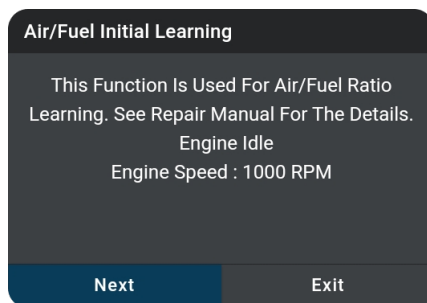 Air/Fuel Initial Learning
This Function Is Used For Air/Fuel Ratio
Learning. See Repair Manual For The Details.
Engine Idle
Engine Speed : 1000 RPM
Next
Exit